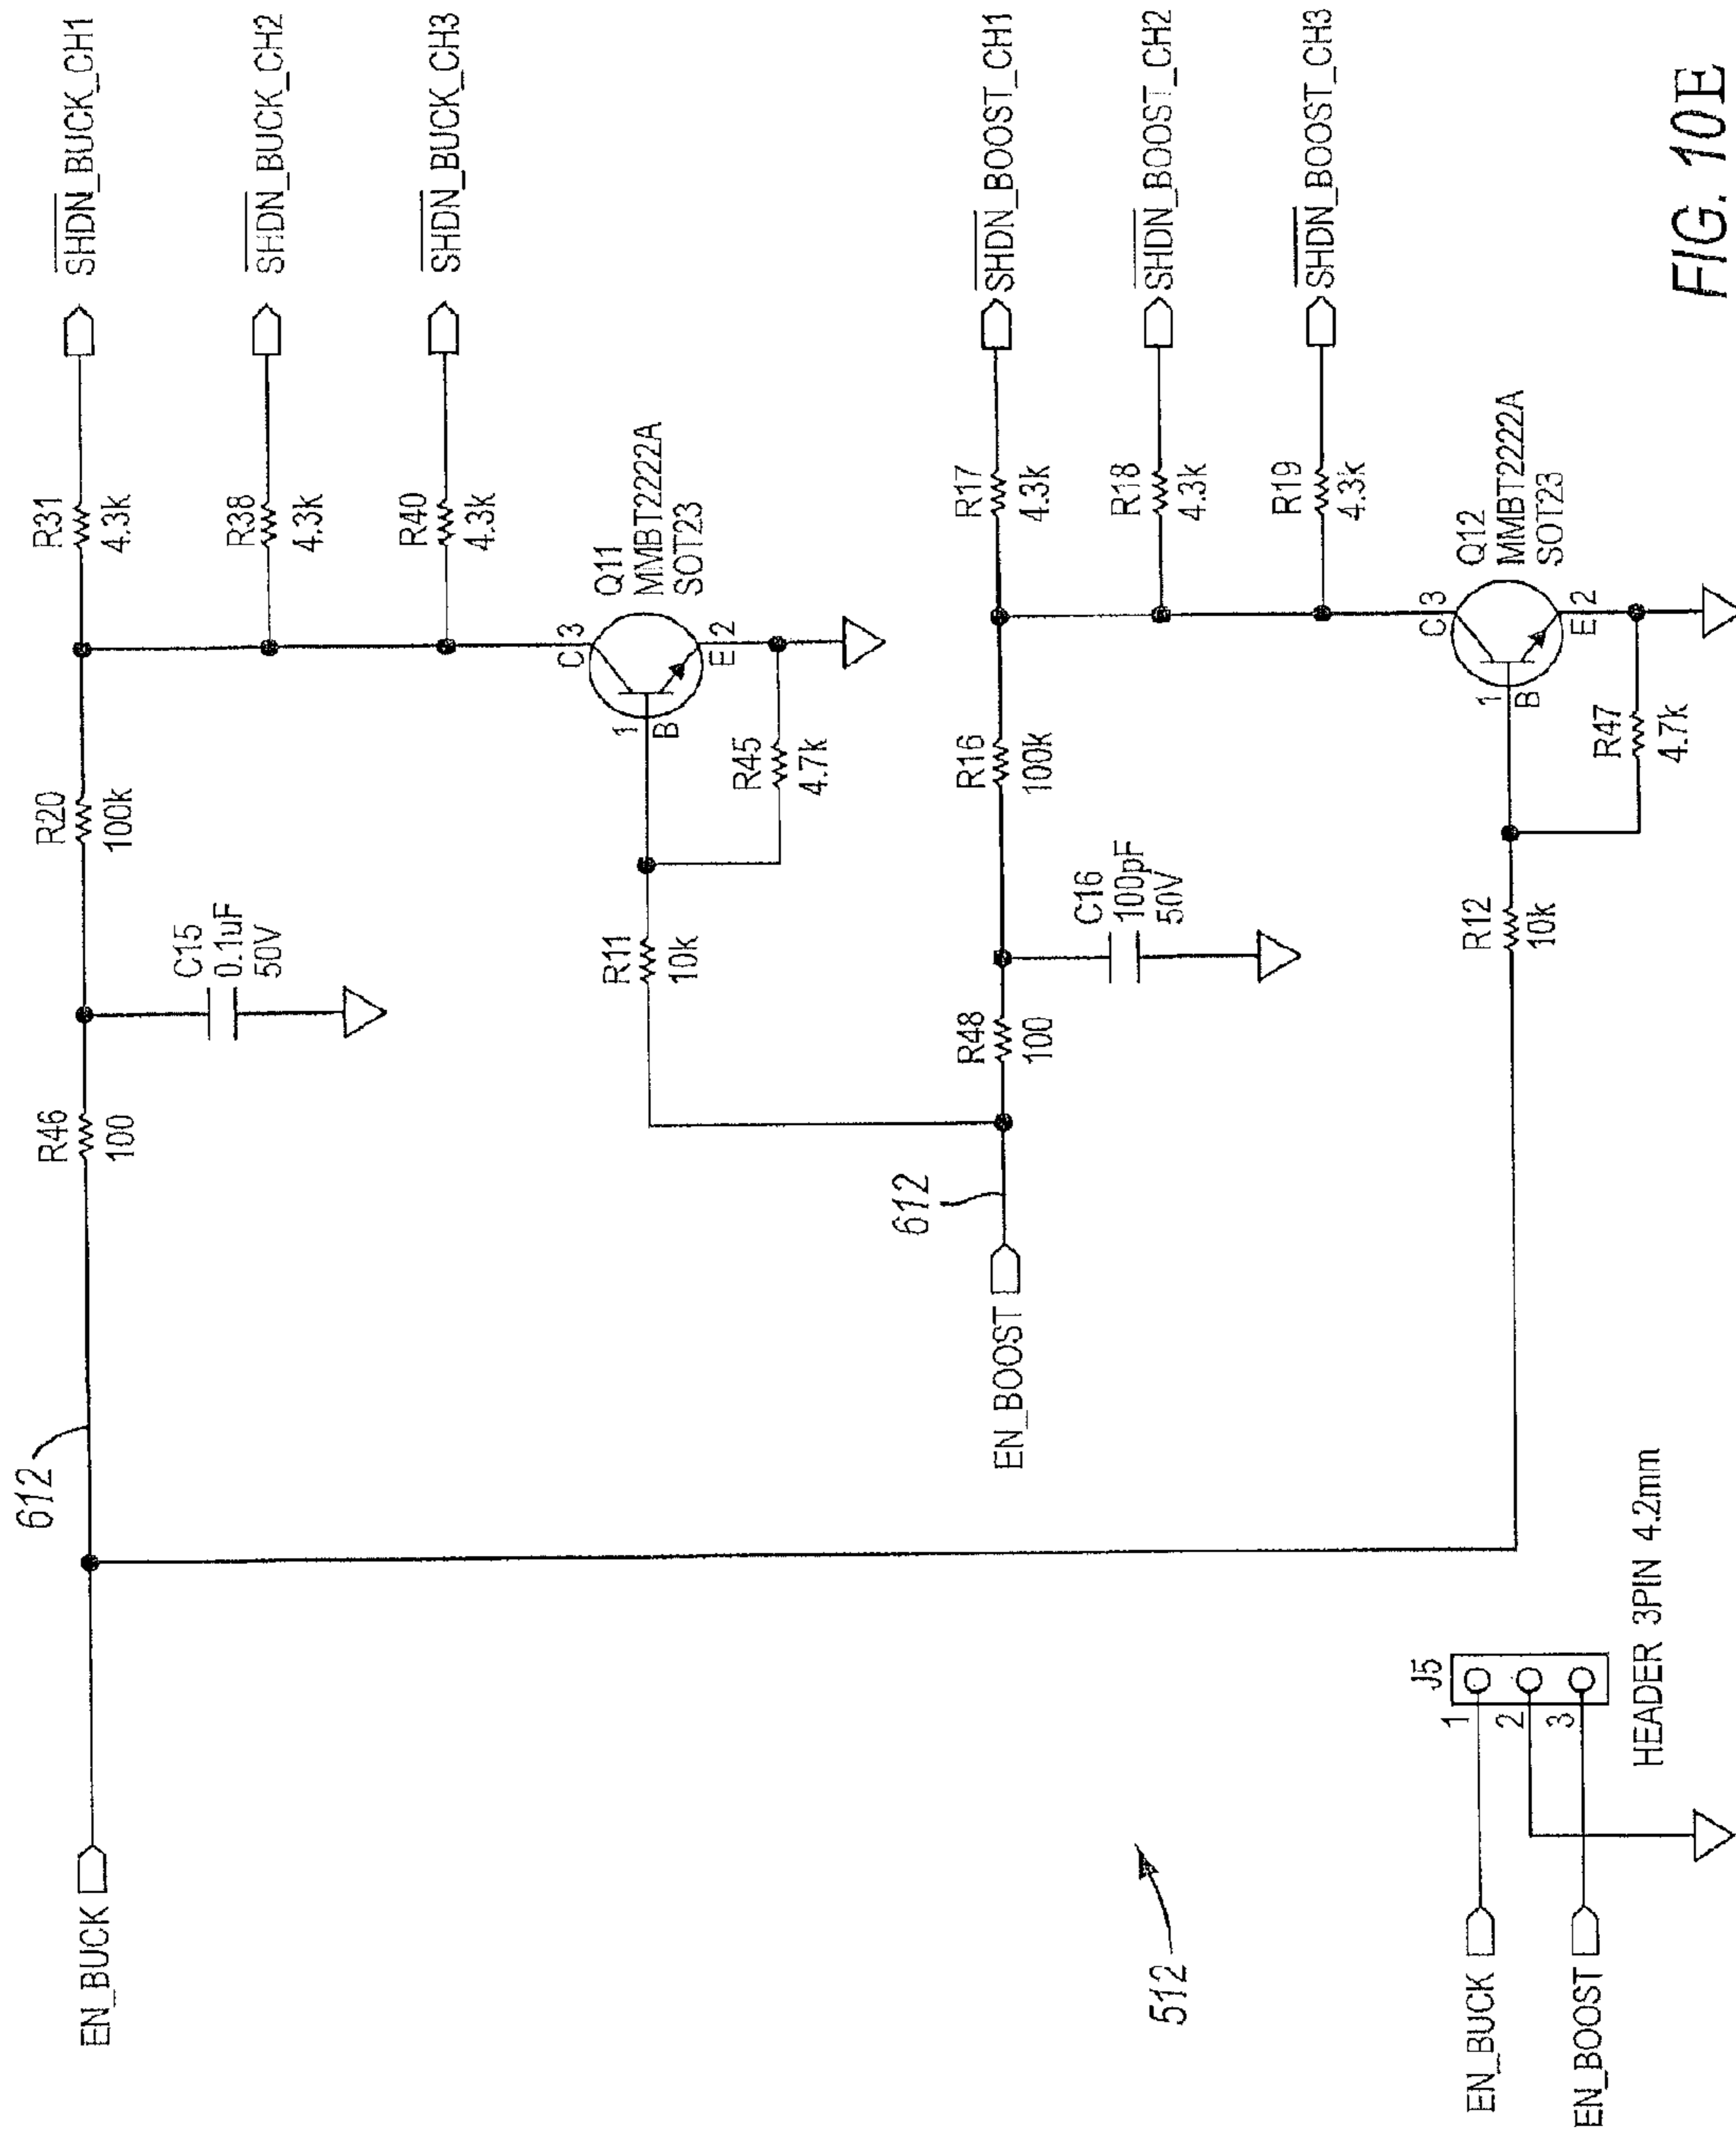 612
EN_BUCK
R46
100
C15
0.1uF
50V
R20
100k
R31
4.3k
SHDN_BUCK_CH1
R38
4.3k
SHDN_BUCK_CH2
R40
4.3k
SHDN_BUCK_CH3
R11
10k
1
B
C
3
E
2
Q11
MMBT2222A
SOT23
R45
4.7k
612
EN_BOOST
R48
100
C16
100pF
50V
R16
100k
R17
4.3k
SHDN_BOOST_CH1
R18
4.3k
SHDN_BOOST_CH2
R19
4.3k
SHDN_BOOST_CH3
R12
10k
1
B
C
3
E
2
Q12
MMBT2222A
SOT23
R47
4.7k
512
J5
EN_BUCK
1
2
EN_BOOST
3
HEADER 3PIN 4.2mm
FIG. 10E